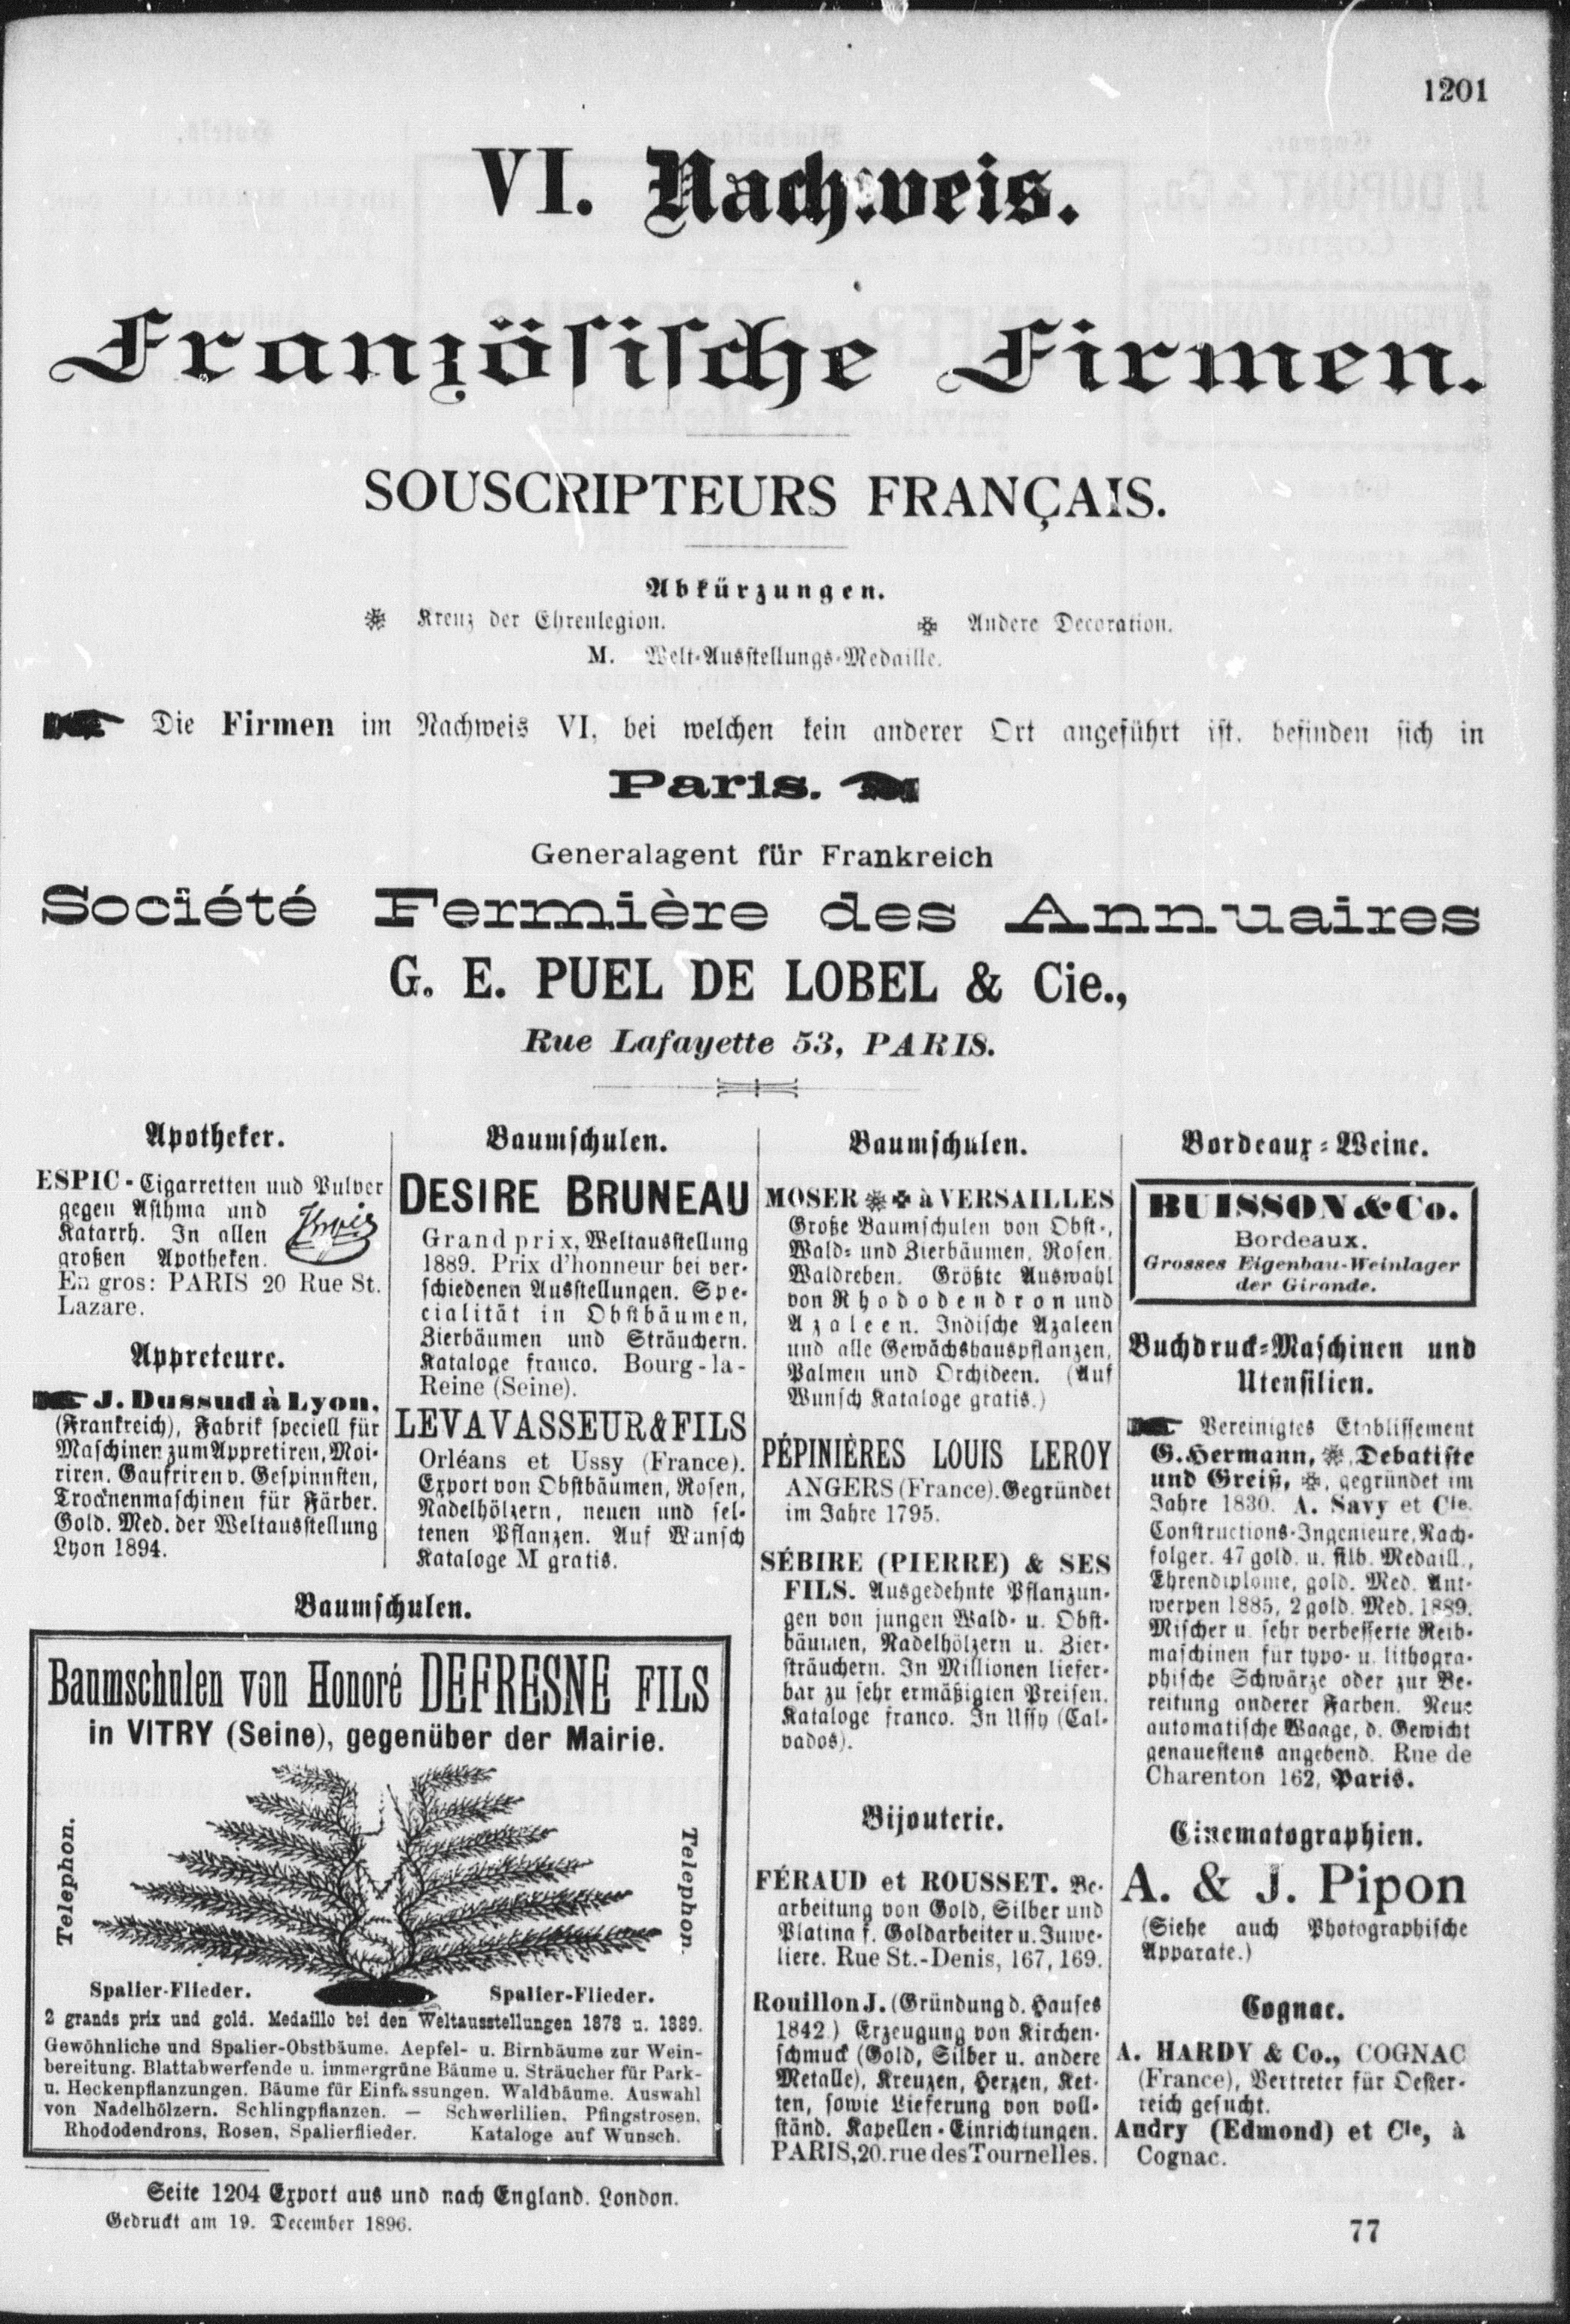 1201
VI. Nachweis.
Französische Firmen.
SOUSCRIPTEURS FRANÇAIS.
Abkürzungen.
Kreuz der Ehrenlegion.
Andere Decoration.
M. Welt-Ausstellungs-Medaille.
Die Firmen im Nachweis VI, bei welchen kein anderer Ort angeführt ist, befinden sich in
Paris.
Generalagent für Frankreich
Société Fermière des Annuaires
G. E. PUEL DE LOBEL & Cie.,
Rue Lafayette 53, PARIS.
Apotheker.
ESPIC-Cigarretten und Pulver
gegen Asthma und
Katarrh. In allen
großen Apotheken.
Espic
En gros: PARIS 20 Rue St.
Lazare.
Appreteure.
J. Dussud à Lyon,
(Frankreich), Fabrik speciell für
Maschinen zum Appretiren, Moi-
riren, Gaufriren v. Gespinnsten,
Trocknenmaschinen für Färber.
Gold. Med. der Weltausstellung
Lyon 1894.
Baumschulen.
DESIRE BRUNEAU
Grand prix, Weltausstellung
1889. Prix d'honneur bei ver-
schiedenen Ausstellungen. Spe-
cialität in Obstbäumen,
Zierbäumen und Sträuchern.
Kataloge franco. Bourg-la-
Reine (Seine).
LEVAVASSEUR & FILS
Orléans et Ussy (France).
Export von Obstbäumen, Rosen,
Nadelhölzern, neuen und sel-
tenen Pflanzen. Auf Wunsch
Kataloge M gratis.
Baumschulen.
Baumschulen von Honoré DEFRESNE FILS
in VITRY (Seine), gegenüber der Mairie.
Telephon.
Telephon.
Spalier-Flieder.
Spalier-Flieder.
2 grands prix und gold. Medaille bei den Weltausstellungen 1878 u. 1889.
Gewöhnliche und Spalier-Obstbäume. Aepfel- u. Birnbäume zur Wein-
bereitung. Blattabwerfende u. immergrüne Bäume u. Sträucher für Park-
u. Heckenpflanzungen. Bäume für Einfassungen. Waldbäume. Auswahl
von Nadelhölzern. Schlingpflanzen. — Schwerlilien. Pfingstrosen.
Rhododendrons, Rosen, Spalierflieder. Kataloge auf Wunsch.
Baumschulen.
MOSER à VERSAILLES
Große Baumschulen von Obst-,
Wald- und Zierbäumen, Rosen,
Waldreben. Größte Auswahl
von Rhododendron und
Azaleen. Indische Azaleen
und alle Gewächshauspflanzen,
Palmen und Orchideen. (Auf
Wunsch Kataloge gratis.)
PÉPINIÈRES LOUIS LEROY
ANGERS (France). Gegründet
im Jahre 1795.
SÉBIRE (PIERRE) & SES
FILS. Ausgedehnte Pflanzun-
gen von jungen Wald- u. Obst-
bäumen, Nadelhölzern u. Zier-
sträuchern. In Millionen liefer-
bar zu sehr ermäßigten Preisen.
Kataloge franco. In Ussy (Cal-
vados).
Bijouterie.
FÉRAUD et ROUSSET. Be-
arbeitung von Gold, Silber und
Platina f. Goldarbeiter u. Juwe-
liere. Rue St.-Denis, 167, 169.
Rouillon J. (Gründung d. Hauses
1842.) Erzeugung von Kirchen-
schmuck (Gold, Silber u. andere
Metalle), Kreuzen, Herzen, Ket-
ten, sowie Lieferung von voll-
ständ. Kapellen-Einrichtungen.
PARIS, 20. rue des Tournelles.
Bordeaux-Weine.
BUISSON & Co.
Bordeaux.
Grosses Eigenbau-Weinlager
der Gironde.
Buchdruck-Maschinen und
Utensilien.
Vereinigtes Etablissement
G. Hermann, Debatiste
und Greiß, gegründet im
Jahre 1830. A. Savy et Cie.
Constructions-Ingenieure, Nach-
folger. 47 gold. u. silb. Medaill.,
Ehrendiplome, gold. Med. Ant-
werpen 1885, 2 gold. Med. 1889.
Mischer u. sehr verbesserte Reib-
maschinen für typo- u. lithogra-
phische Schwärze oder zur Be-
reitung anderer Farben. Neue
automatische Waage, d. Gewicht
genauestens angebend. Rue de
Charenton 162, Paris.
Cinematographien.
A. & J. Pipon
(Siehe auch Photographische
Apparate.)
Cognac.
A. HARDY & Co., COGNAC
(France), Vertreter für Oester-
reich gesucht.
Audry (Edmond) et Cie, à
Cognac.
Seite 1204 Export aus und nach England. London.
Gedruckt am 19. December 1896.
77